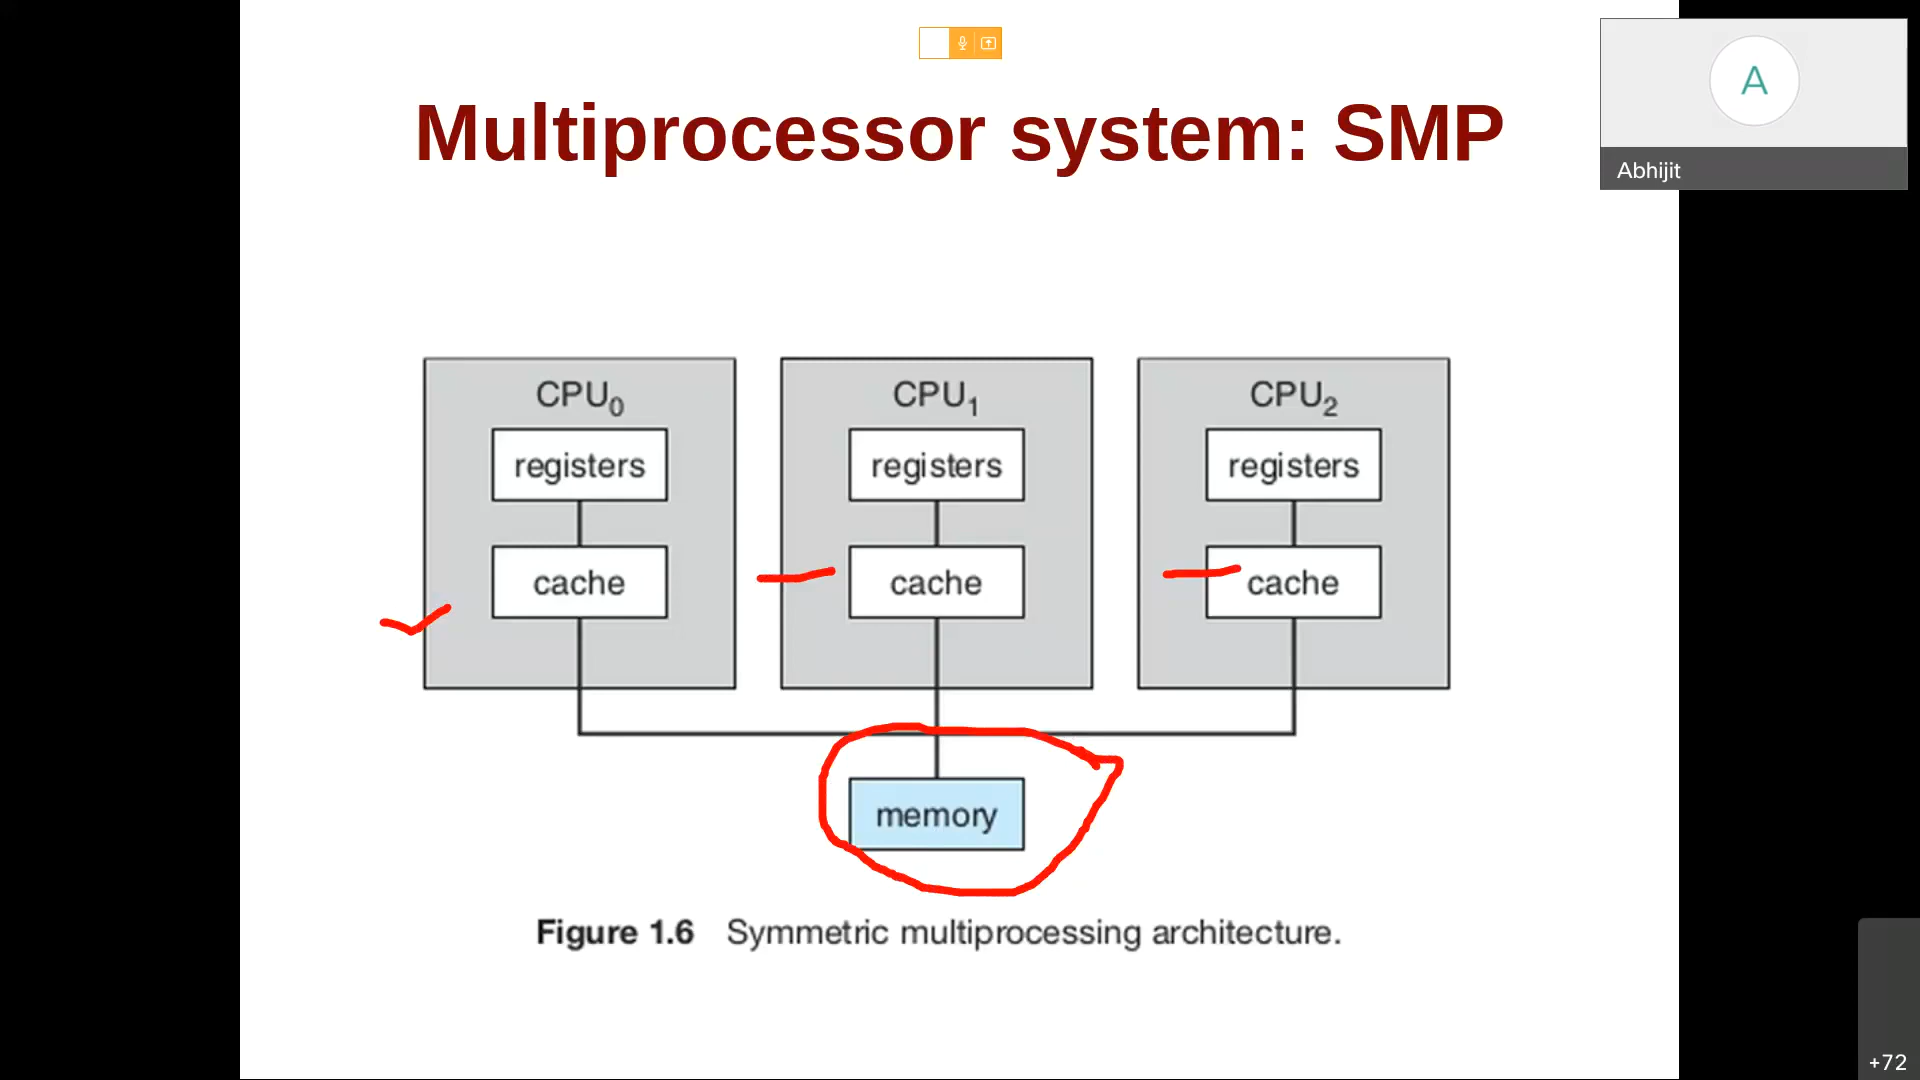 Multiprocessor system: SMP
A
Abhijit
CPU0 CPU1 CPU2
registers registers registers
cache cache cache
memory
Figure 1.6 Symmetric multiprocessing architecture.
+72